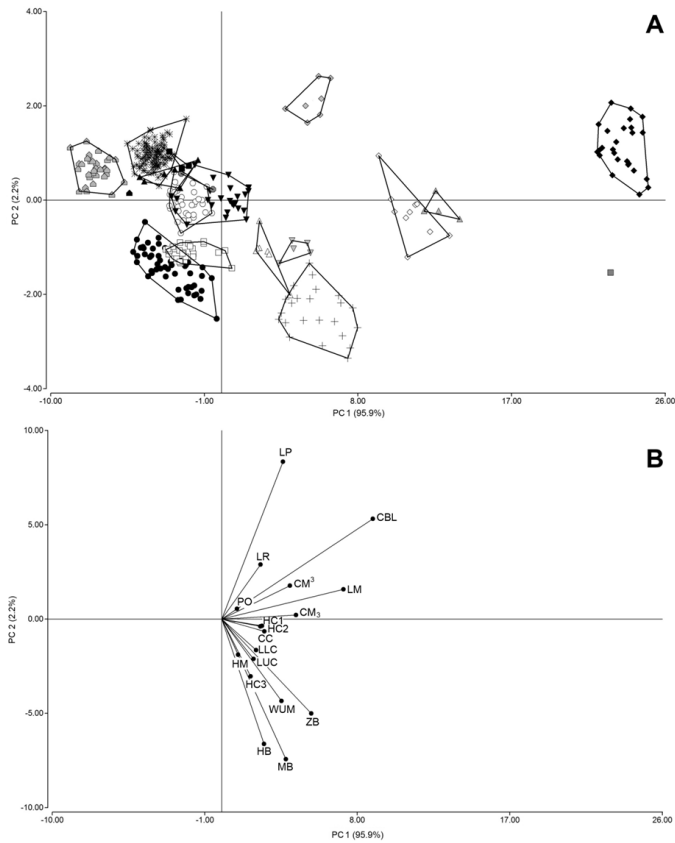 A
4.00
2.00
0.00
-2.00
-4.00
PC 2 (2.2%)
-10.00 -1.00 8.00 17.00 26.00
PC 1 (95.9%)
B
10.00
5.00
0.00
-5.00
-10.00
PC 2 (2.2%)
LP
CBL
LR
CM³
LM
PO
CM₃
HC1
HC2
CC
LLC
HM
LUC
HC3
WUM
ZB
HB
MB
-10.00 -1.00 8.00 17.00 26.00
PC 1 (95.9%)